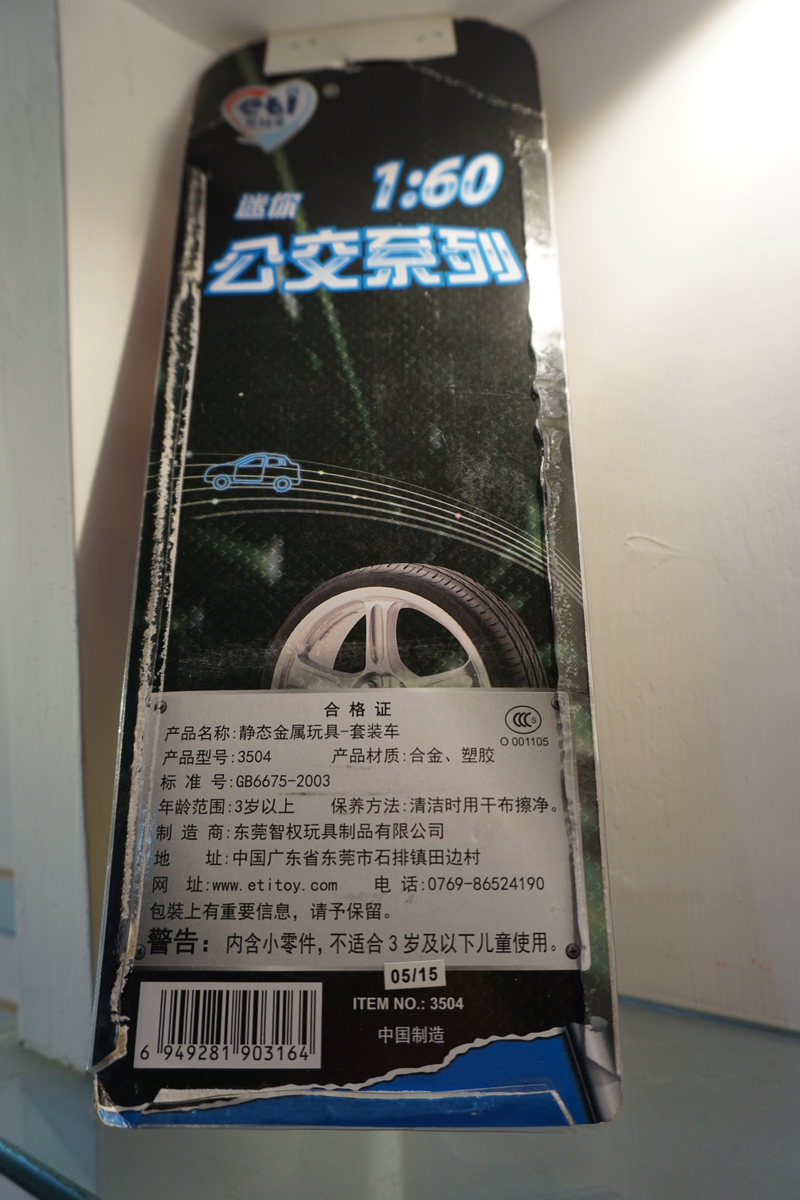 eti
®
1:60
迷你
公交系列
合格证
产品名称:静态金属玩具-套装车
产品型号:3504 产品材质:合金、塑胶
标 准 号:GB6675-2003
CCC S
O 001105
年龄范围:3岁以上 保养方法:清洁时用干布擦净。
制 造 商:东莞智权玩具制品有限公司
地 址:中国广东省东莞市石排镇田边村
网 址:www.etitoy.com 电 话:0769-86524190
包装上有重要信息，请予保留。
警告：内含小零件,不适合3岁及以下儿童使用。
05/15
ITEM NO.: 3504
中国制造
6 949281 903164